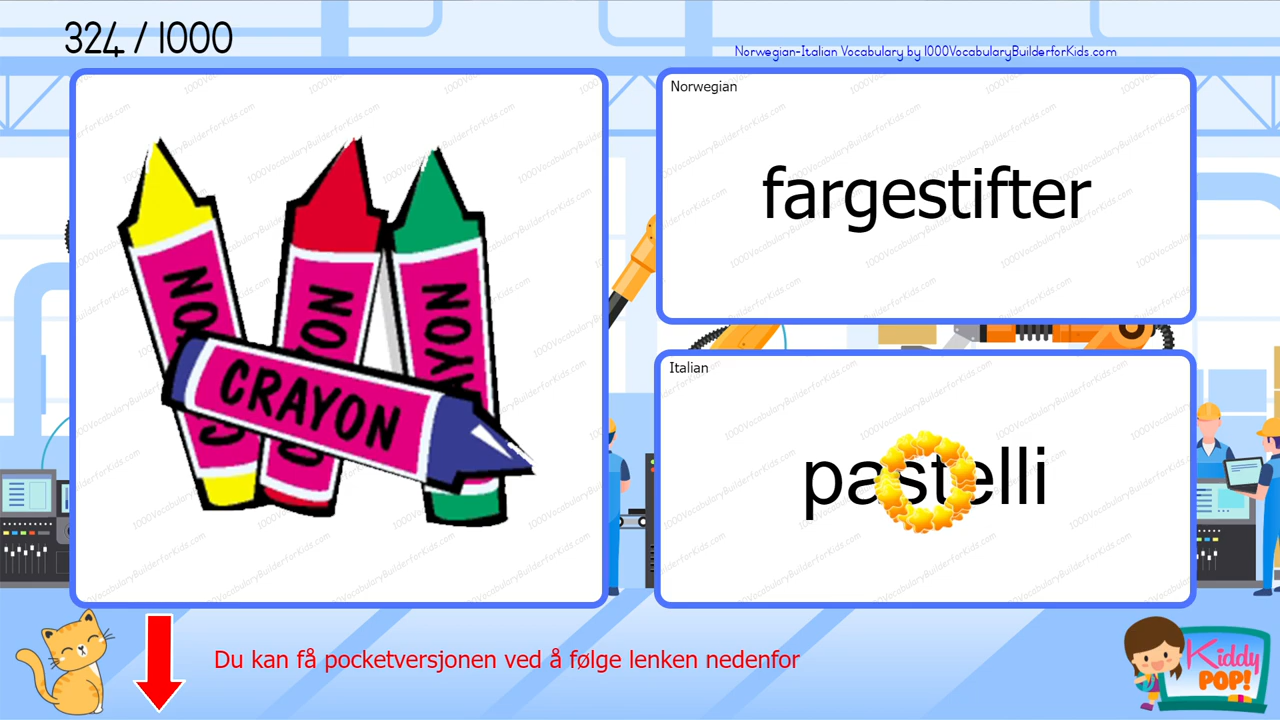 324 / 1000
Norwegian-Italian Vocabulary by 1000VocabularyBuilderforKids.com
Norwegian
fargestifter
CRAYON
Italian
pastelli
Du kan få pocketversjonen ved å følge lenken nedenfor
Kiddy
POP!